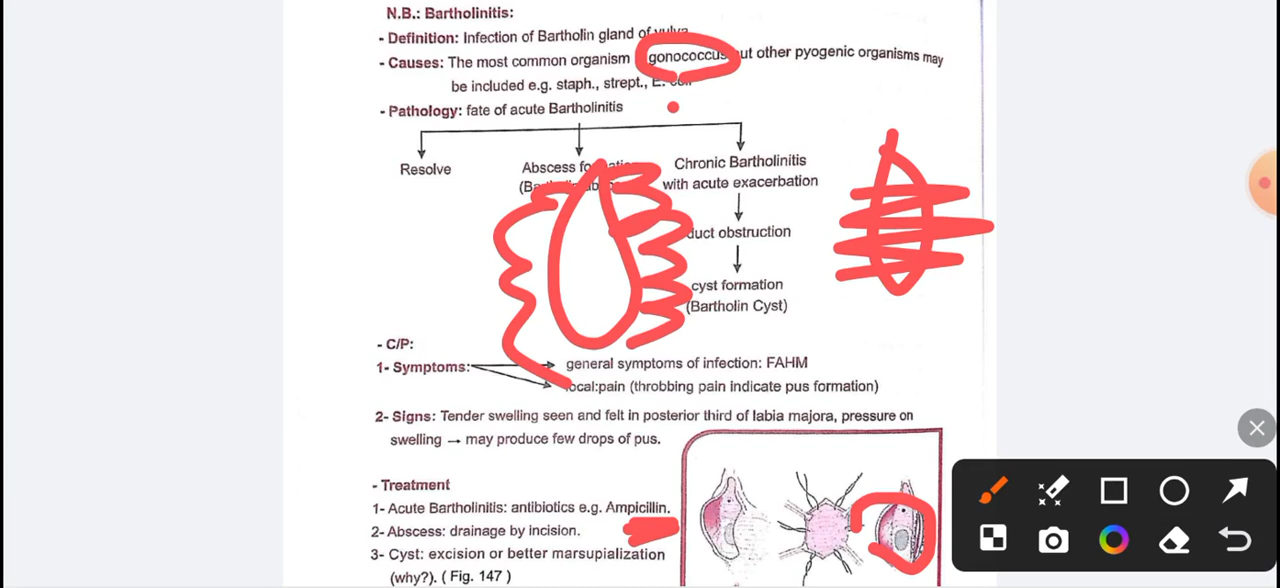 N.B.: Bartholinitis:
- Definition: Infection of Bartholin gland of vulva
- Causes: The most common organism gonococcus but other pyogenic organisms may
be included e.g. staph., strept., E. coli
- Pathology: fate of acute Bartholinitis
Resolve
Abscess formation
Chronic Bartholinitis
with acute exacerbation
duct obstruction
cyst formation
(Bartholin Cyst)
- C/P:
1- Symptoms:
general symptoms of infection: FAHM
local:pain (throbbing pain indicate pus formation)
2- Signs: Tender swelling seen and felt in posterior third of labia majora, pressure on
swelling → may produce few drops of pus.
- Treatment
1- Acute Bartholinitis: antibiotics e.g. Ampicillin.
2- Abscess: drainage by incision.
3- Cyst: excision or better marsupialization
(why?). ( Fig. 147 )